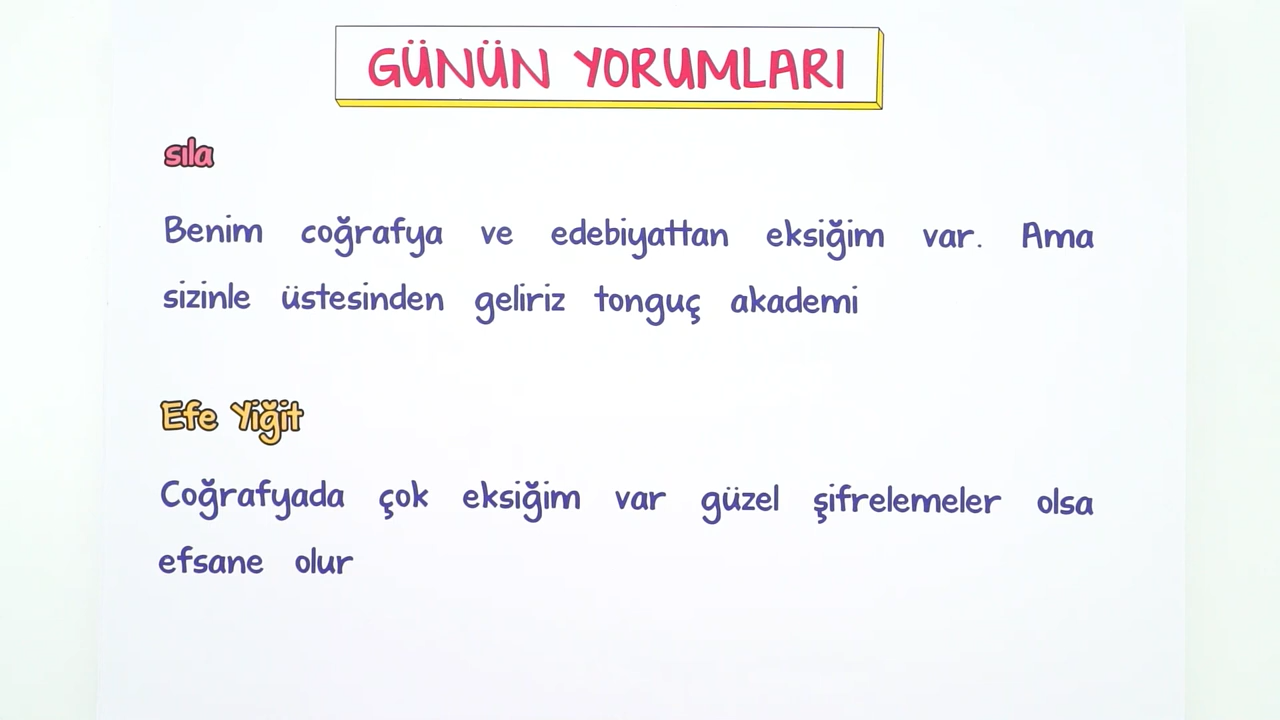 GÜNÜN YORUMLARI
sıla
Benim coğrafya ve edebiyattan eksiğim var. Ama
sizinle üstesinden geliriz tonguç akademi
Efe Yiğit
Coğrafyada çok eksiğim var güzel şifrelemeler olsa
efsane olur